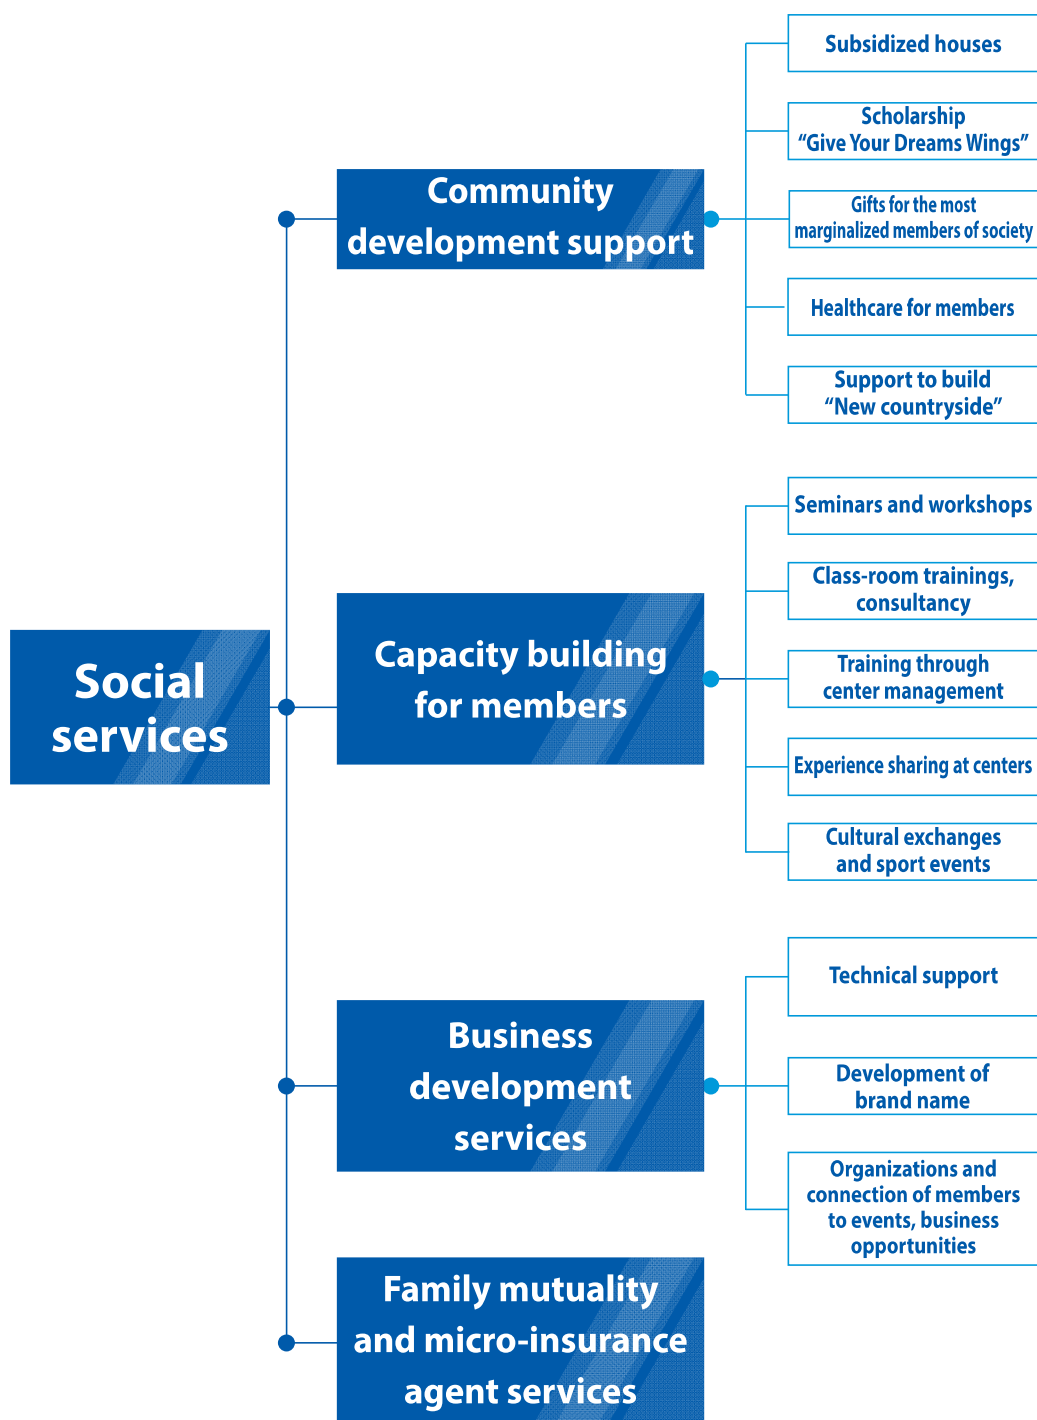 Social
services
Community
development support
Subsidized houses
Scholarship
“Give Your Dreams Wings”
Gifts for the most
marginalized members of society
Healthcare for members
Support to build
“New countryside”
Capacity building
for members
Seminars and workshops
Class-room trainings,
consultancy
Training through
center management
Experience sharing at centers
Cultural exchanges
and sport events
Business
development
services
Technical support
Development of
brand name
Organizations and
connection of members
to events, business
opportunities
Family mutuality
and micro-insurance
agent services